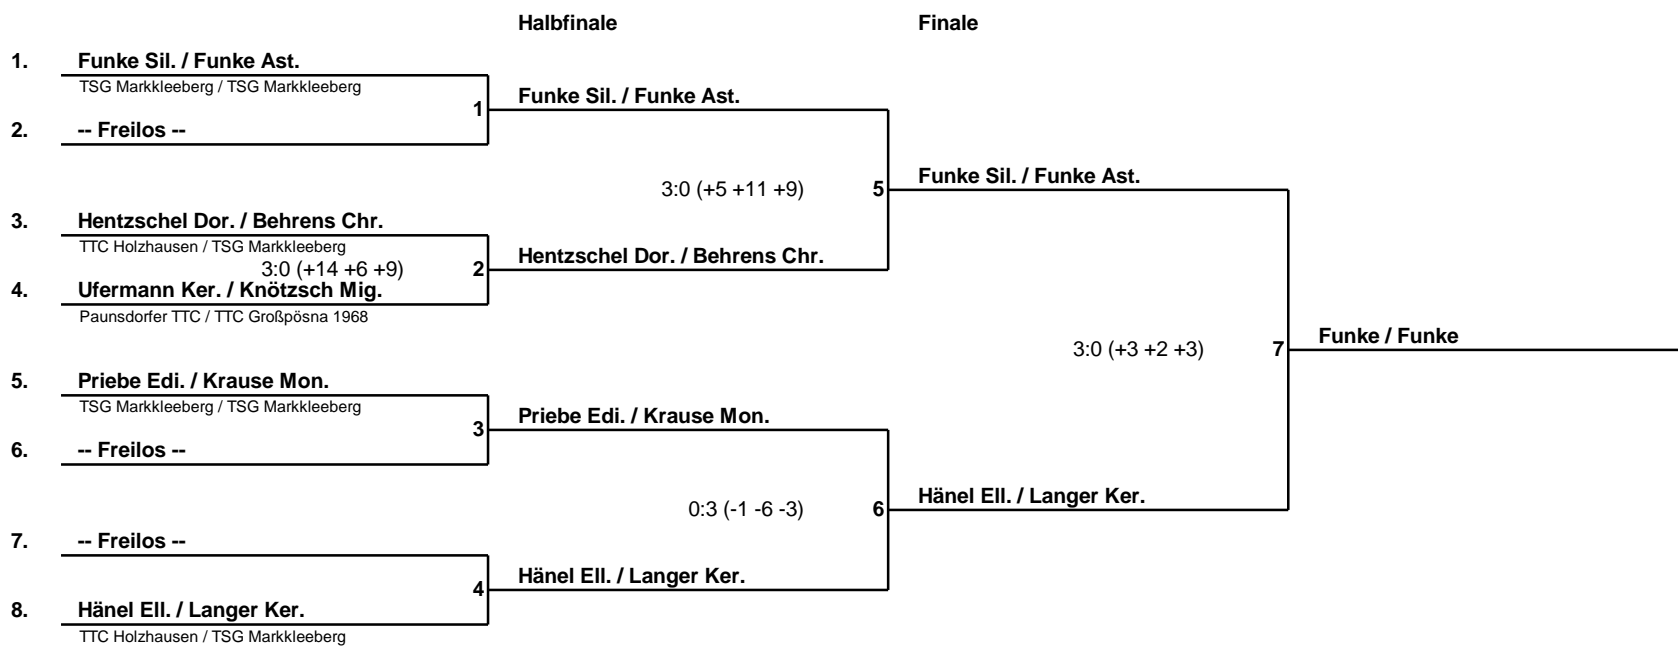 Halbfinale
Finale
1. Funke Sil. / Funke Ast.
TSG Markkleeberg / TSG Markkleeberg
1 Funke Sil. / Funke Ast.
2. -- Freilos --
3:0 (+5 +11 +9) 5 Funke Sil. / Funke Ast.
3. Hentzschel Dor. / Behrens Chr.
TTC Holzhausen / TSG Markkleeberg
3:0 (+14 +6 +9) 2 Hentzschel Dor. / Behrens Chr.
4. Ufermann Ker. / Knötzsch Mig.
Paunsdorfer TTC / TTC Großpösna 1968
3:0 (+3 +2 +3) 7 Funke / Funke
5. Priebe Edi. / Krause Mon.
TSG Markkleeberg / TSG Markkleeberg
3 Priebe Edi. / Krause Mon.
6. -- Freilos --
0:3 (-1 -6 -3) 6 Hänel Ell. / Langer Ker.
7. -- Freilos --
4 Hänel Ell. / Langer Ker.
8. Hänel Ell. / Langer Ker.
TTC Holzhausen / TSG Markkleeberg